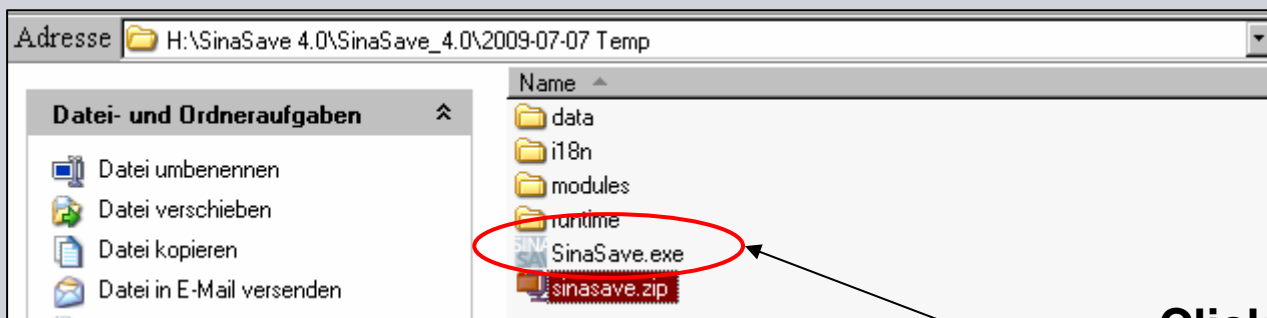 Adresse H:\SinaSave 4.0\SinaSave_4.0\2009-07-07 Temp
Name
Datei- und Ordneraufgaben
Datei umbenennen
Datei verschieben
Datei kopieren
Datei in E-Mail versenden
data
i18n
modules
runtime
SinaSave.exe
sinasave.zip